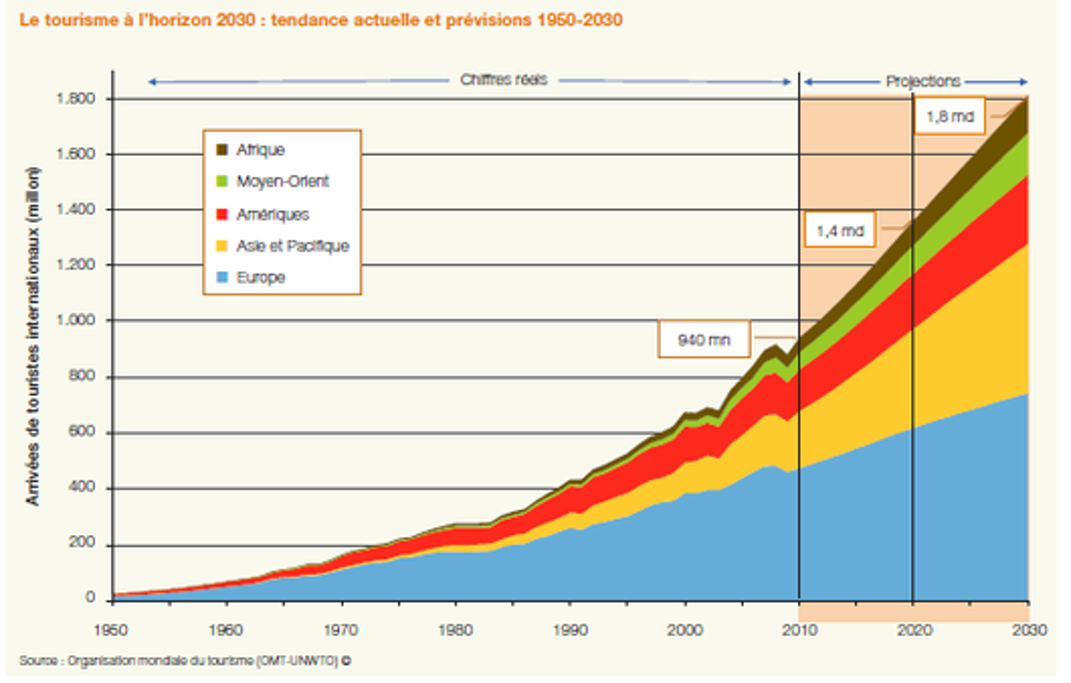 Le tourisme à l'horizon 2030 : tendance actuelle et prévisions 1950-2030
Chiffres réels
Projections
1.800
1.600
1.400
1.200
1.000
800
600
400
200
0
Arrivées de touristes internationaux (million)
Afrique
Moyen-Orient
Amériques
Asie et Pacifique
Europe
1,8 md
1,4 md
940 mn
1950 1960 1970 1980 1990 2000 2010 2020 2030
Source : Organisation mondiale du tourisme (OMT-UNWTO) ©